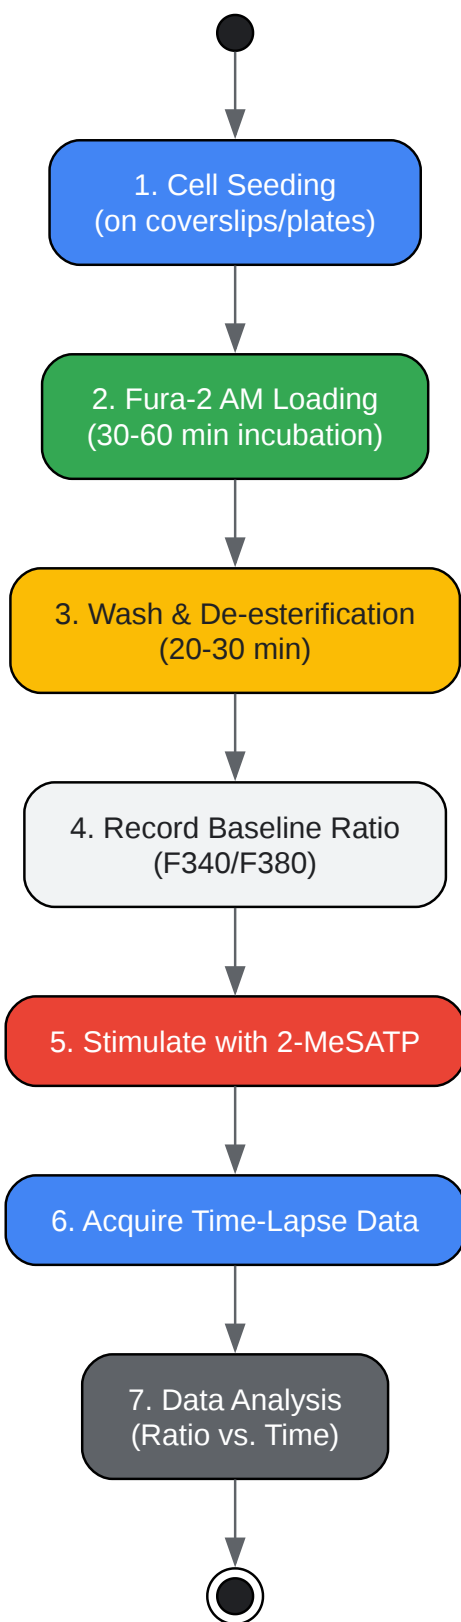 1. Cell Seeding
(on coverslips/plates)
2. Fura-2 AM Loading
(30-60 min incubation)
3. Wash & De-esterification
(20-30 min)
4. Record Baseline Ratio
(F340/F380)
5. Stimulate with 2-MeSATP
6. Acquire Time-Lapse Data
7. Data Analysis
(Ratio vs. Time)